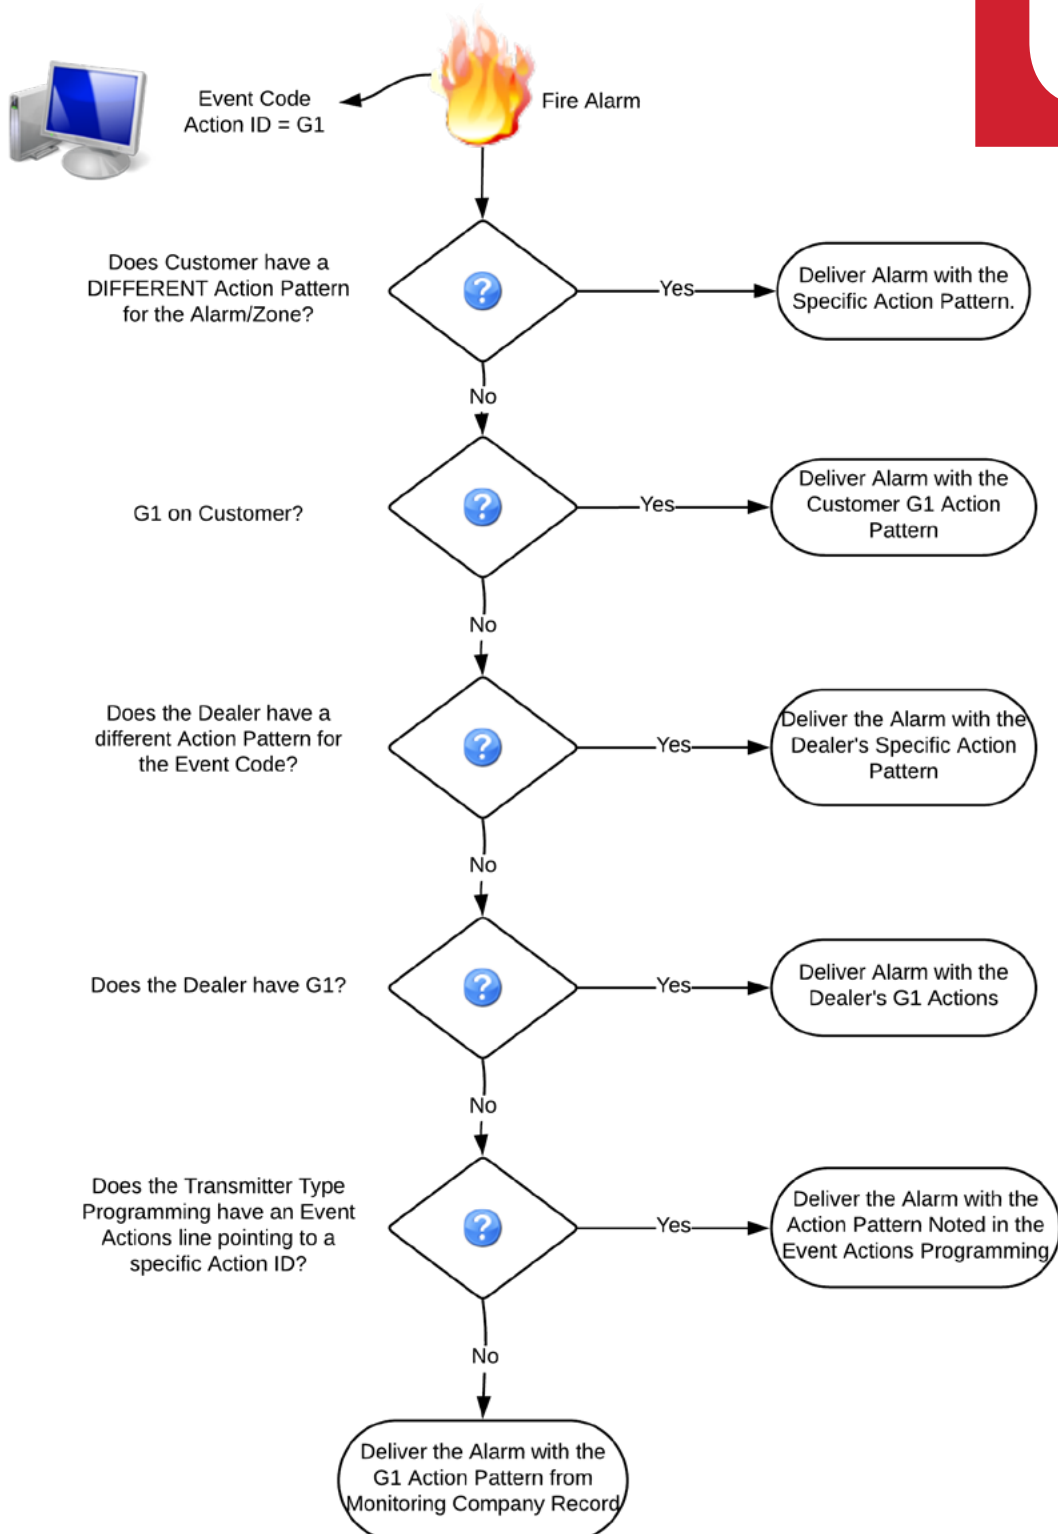 Event Code
Action ID = G1
Fire Alarm
Does Customer have a
DIFFERENT Action Pattern
for the Alarm/Zone?
Yes
Deliver Alarm with the
Specific Action Pattern.
No
G1 on Customer?
Yes
Deliver Alarm with the
Customer G1 Action
Pattern
No
Does the Dealer have a
different Action Pattern for
the Event Code?
Yes
Deliver the Alarm with the
Dealer's Specific Action
Pattern
No
Does the Dealer have G1?
Yes
Deliver Alarm with the
Dealer's G1 Actions
No
Does the Transmitter Type
Programming have an Event
Actions line pointing to a
specific Action ID?
Yes
Deliver the Alarm with the
Action Pattern Noted in the
Event Actions Programming
No
Deliver the Alarm with the
G1 Action Pattern from
Monitoring Company Record